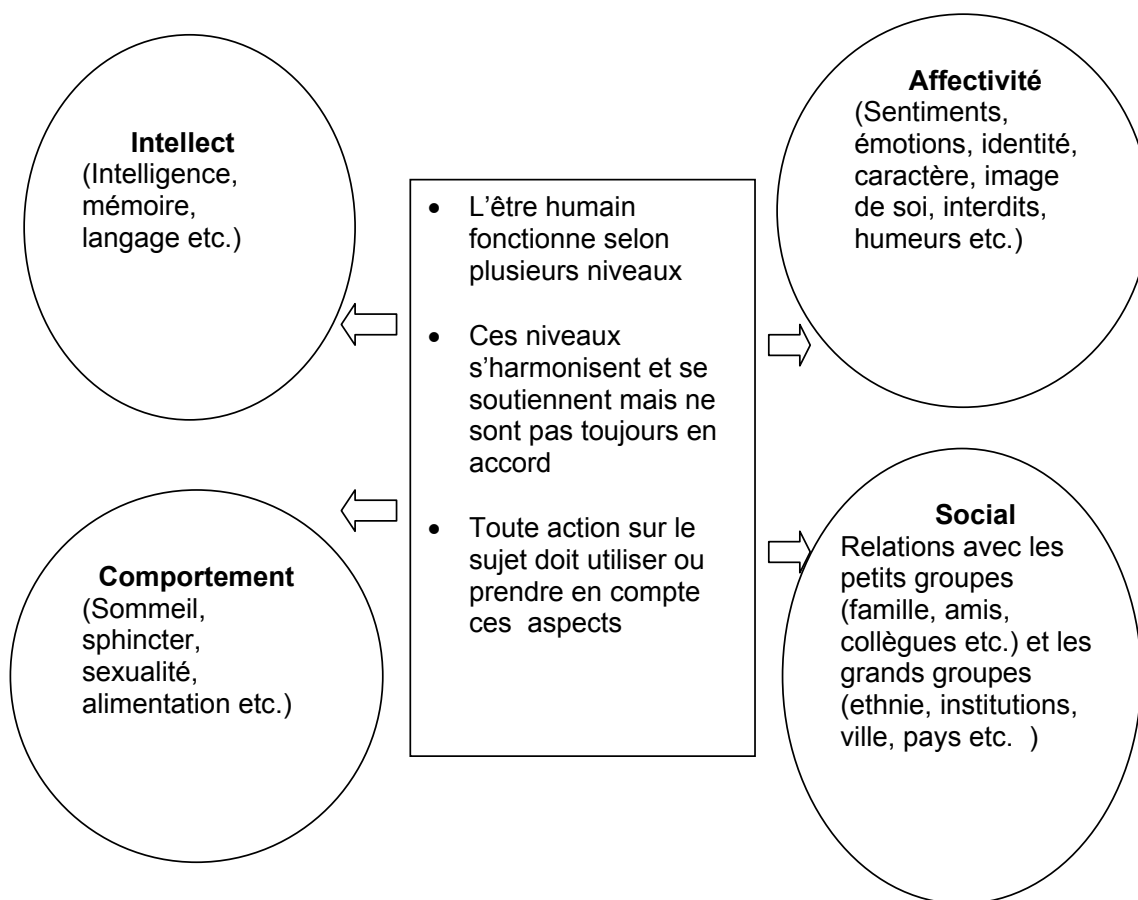 Intellect
(Intelligence,
mémoire,
langage etc.)
Affectivité
(Sentiments,
émotions, identité,
caractère, image
de soi, interdits,
humeurs etc.)
• L’être humain
fonctionne selon
plusieurs niveaux
• Ces niveaux
s’harmonisent et se
soutiennent mais ne
sont pas toujours en
accord
• Toute action sur le
sujet doit utiliser ou
prendre en compte
ces aspects
Comportement
(Sommeil,
sphincter,
sexualité,
alimentation etc.)
Social
Relations avec les
petits groupes
(famille, amis,
collègues etc.) et les
grands groupes
(ethnie, institutions,
ville, pays etc. )